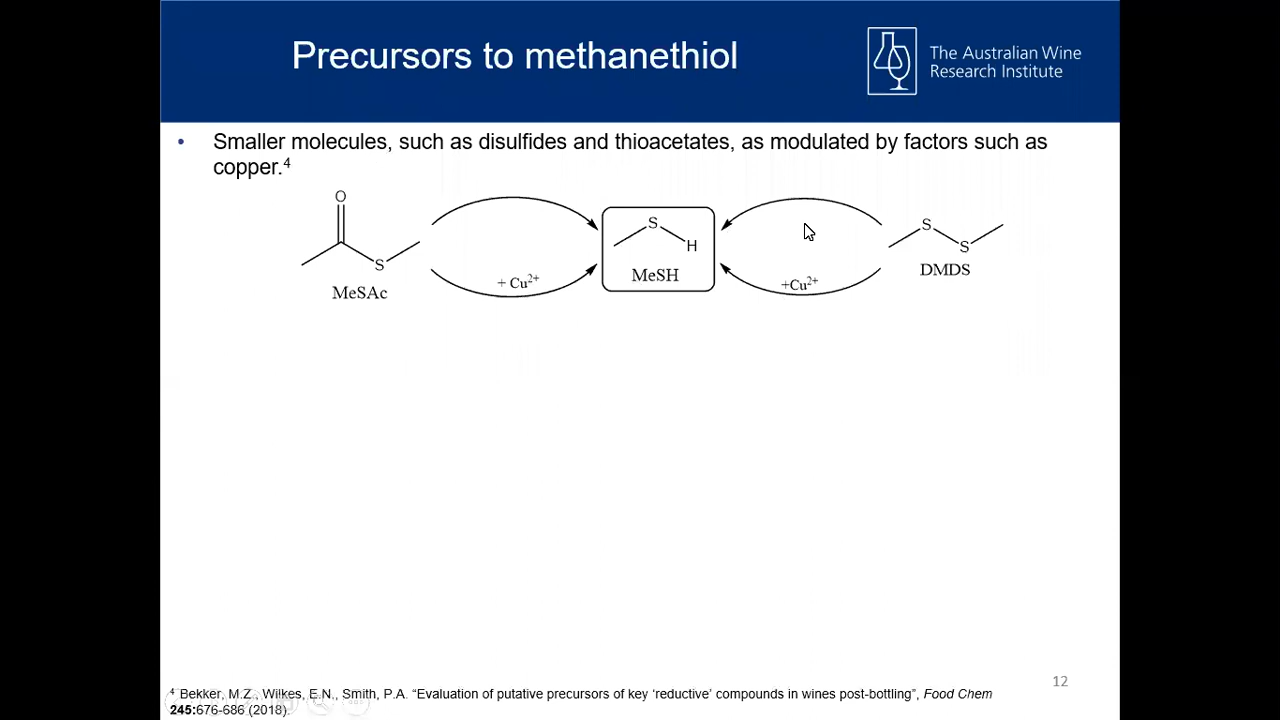 Precursors to methanethiol
The Australian Wine
Research Institute
• Smaller molecules, such as disulfides and thioacetates, as modulated by factors such as
copper.4
O
S
MeSAc
+ Cu2+
S
H
MeSH
+Cu2+
S
S
DMDS
12
4 Bekker, M.Z., Wilkes, E.N., Smith, P.A. “Evaluation of putative precursors of key ‘reductive’ compounds in wines post-bottling”, Food Chem
245:676-686 (2018).